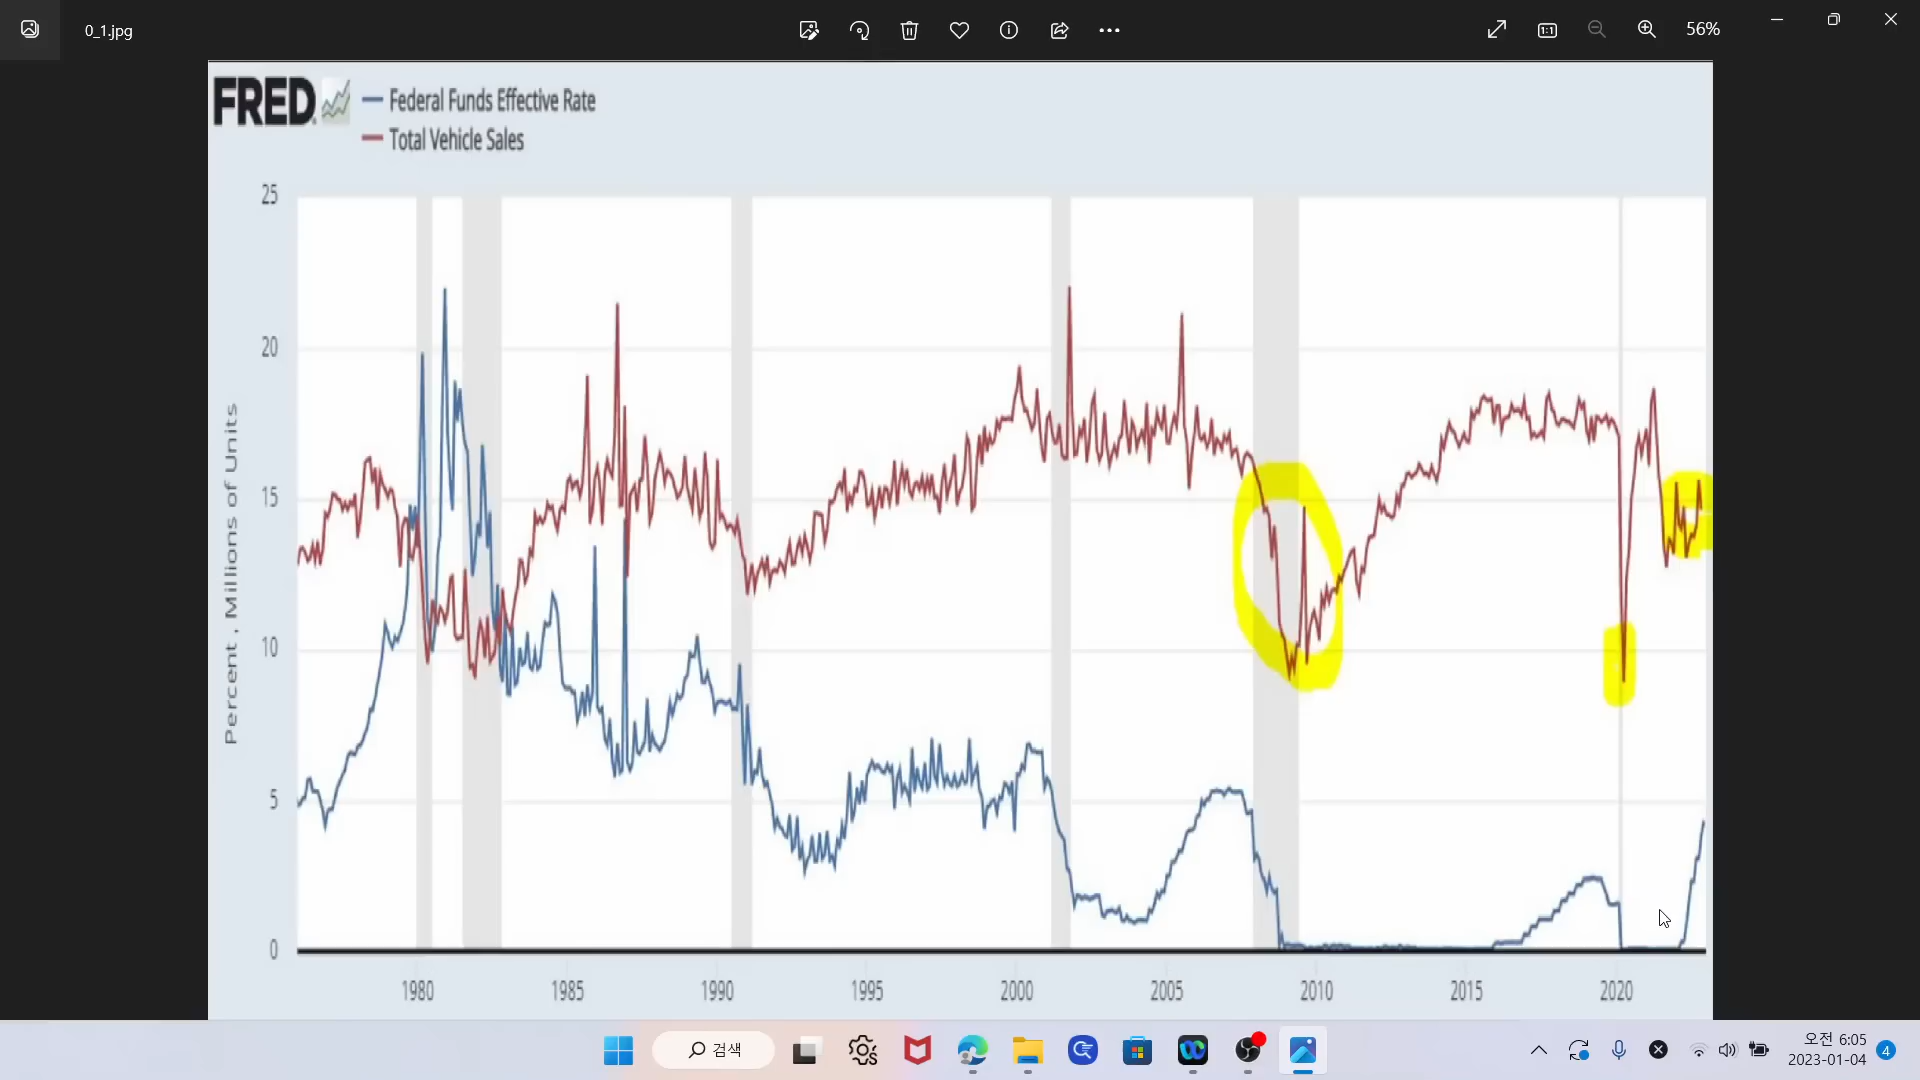 0_1.jpg
56%
FRED
Federal Funds Effective Rate
Total Vehicle Sales
Percent , Millions of Units
25
20
15
10
5
0
1980 1985 1990 1995 2000 2005 2010 2015 2020
검색
오전 6:05
2023-01-04
4